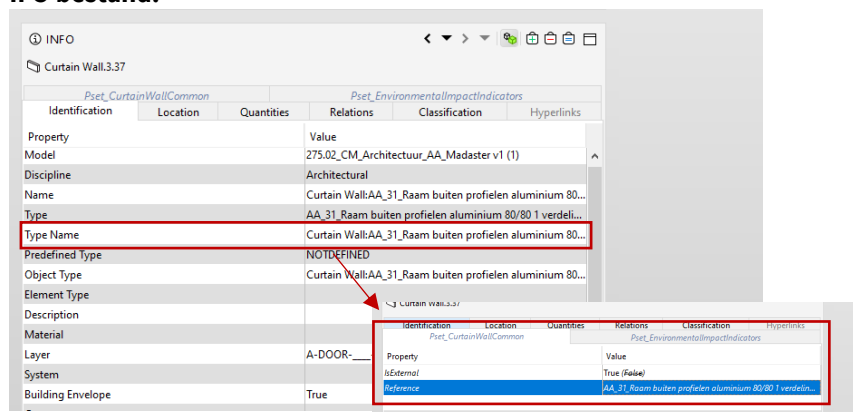 INFO
Curtain Wall.3.37
Pset_CurtainWallCommon Pset_EnvironmentalImpactIndicators
Identification Location Quantities Relations Classification Hyperlinks
Property Value
Model 275.02_CM_Architectuur_AA_Madaster v1 (1)
Discipline Architectural
Name Curtain Wall:AA_31_Raam buiten profielen aluminium 80...
Type AA_31_Raam buiten profielen aluminium 80/80 1 verdeli...
Type Name Curtain Wall:AA_31_Raam buiten profielen aluminium 80...
Predefined Type NOTDEFINED
Object Type Curtain Wall:AA_31_Raam buiten profielen aluminium 80...
Element Type
Description
Material
Layer A-DOOR-___-
System
Building Envelope True
Curtain Wall.3.37
Identification Location Quantities Relations Classification Hyperlinks
Pset_CurtainWallCommon Pset_EnvironmentalImpactIndicators
Property Value
IsExternal True (False)
Reference AA_31_Raam buiten profielen aluminium 80/80 1 verdelin...